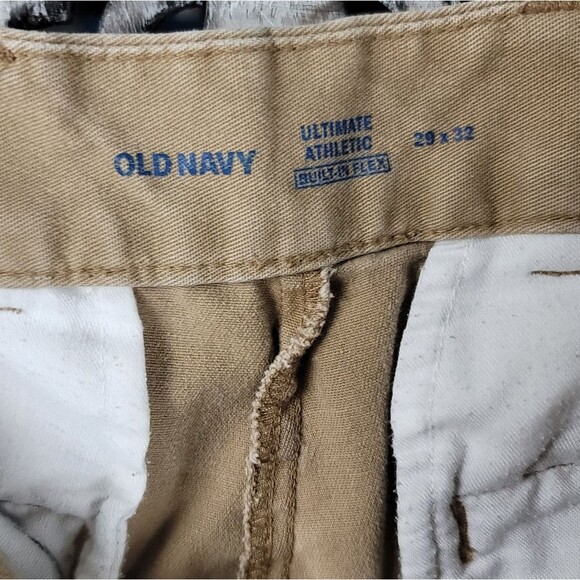 OLD NAVY
ULTIMATE
ATHLETIC
BUILT-IN FLEX
29 x 32